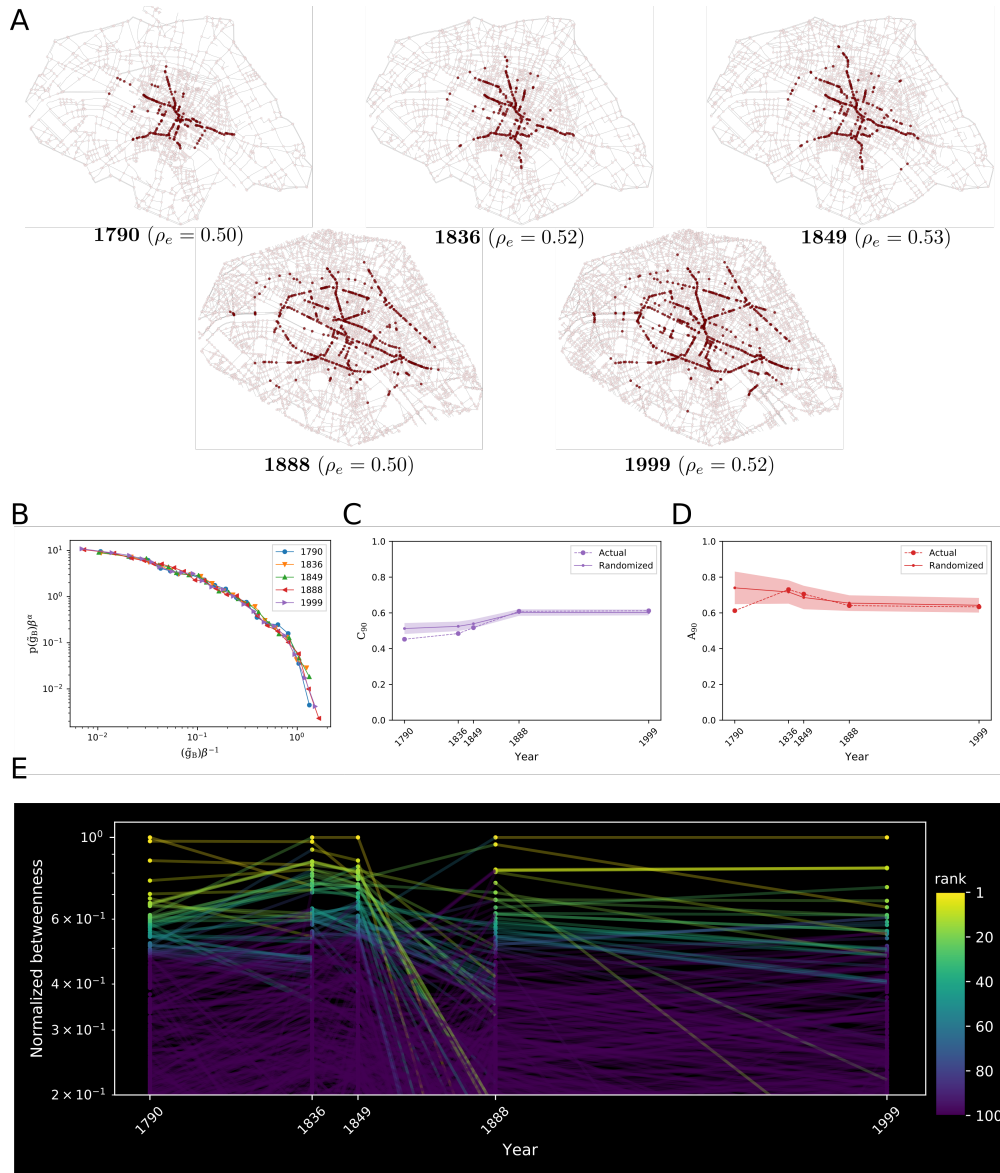 A
1790 (ρe = 0.50)
1836 (ρe = 0.52)
1849 (ρe = 0.53)
1888 (ρe = 0.50)
1999 (ρe = 0.52)
B
10¹
10⁰
10⁻¹
10⁻²
p(g̃B)βᵅ
1790
1836
1849
1888
1999
10⁻²
10⁻¹
10⁰
(g̃B)β⁻¹
C
1.0
0.8
0.6
0.4
0.2
0.0
C90
Actual
Randomized
1790
1836
1849
1888
1999
Year
D
1.0
0.8
0.6
0.4
0.2
0.0
A90
Actual
Randomized
1790
1836
1849
1888
1999
Year
E
10⁰
6 × 10⁻¹
4 × 10⁻¹
3 × 10⁻¹
2 × 10⁻¹
Normalized betweenness
1790
1836
1849
1888
1999
Year
rank
1
20
40
60
80
100